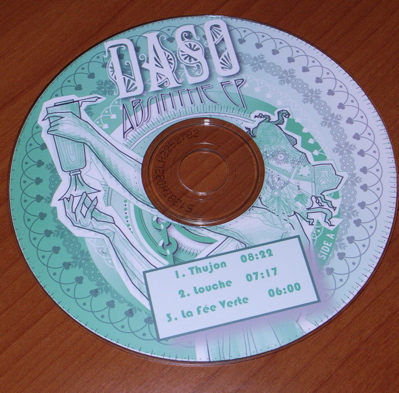 DASO
ABSINTHE EP
SIDE A
1. Thujon 08:22
2. Louche 07:17
3. La Fée Verte 06:00